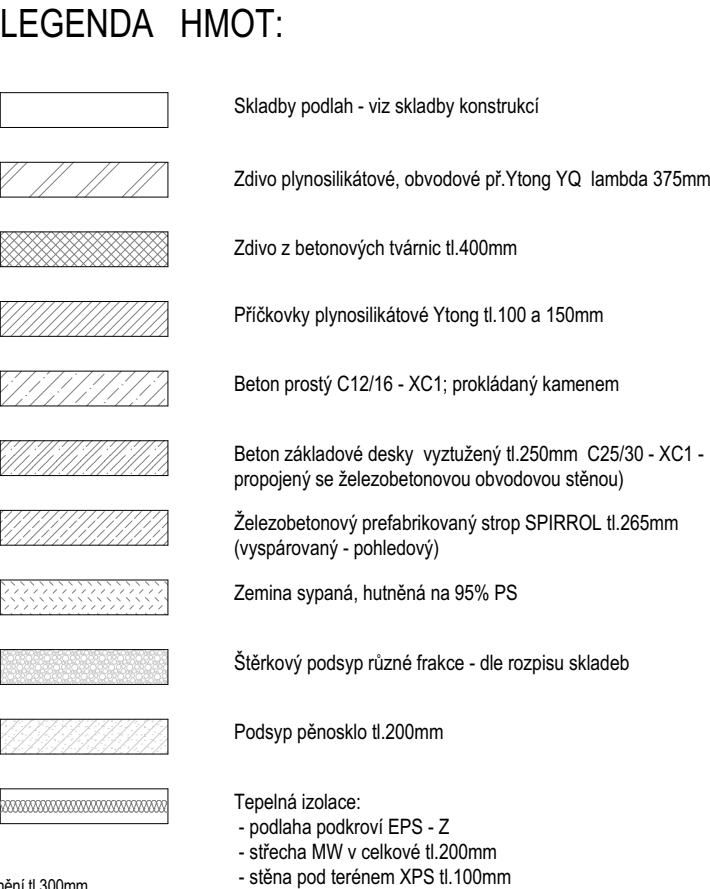 LEGENDA HMOT:
Skladby podlah - viz skladby konstrukcí
Zdivo plynosilikátové, obvodové př.Ytong YQ lambda 375mm
Zdivo z betonových tvárnic tl.400mm
Příčkovky plynosilikátové Ytong tl.100 a 150mm
Beton prostý C12/16 - XC1; prokládaný kamenem
Beton základové desky vyztužený tl.250mm C25/30 - XC1 -
propojený se železobetonovou obvodovou stěnou)
Železobetonový prefabrikovaný strop SPIRROL tl.265mm
(vyspárovaný - pohledový)
Zemina sypaná, hutněná na 95% PS
Štěrkový podsyp různé frakce - dle rozpisu skladeb
Podsyp pěnosklo tl.200mm
Tepelná izolace:
- podlaha podkroví EPS - Z
- střecha MW v celkové tl.200mm
- stěna pod terénem XPS tl.100mm
tl.300mm